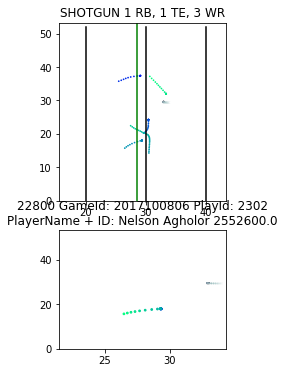 SHOTGUN 1 RB, 1 TE, 3 WR
50
40
30
20
10
0
20 30 40
22800 GameId: 2017100806 PlayId: 2302
PlayerName + ID: Nelson Agholor 2552600.0
40
20
0
25 30